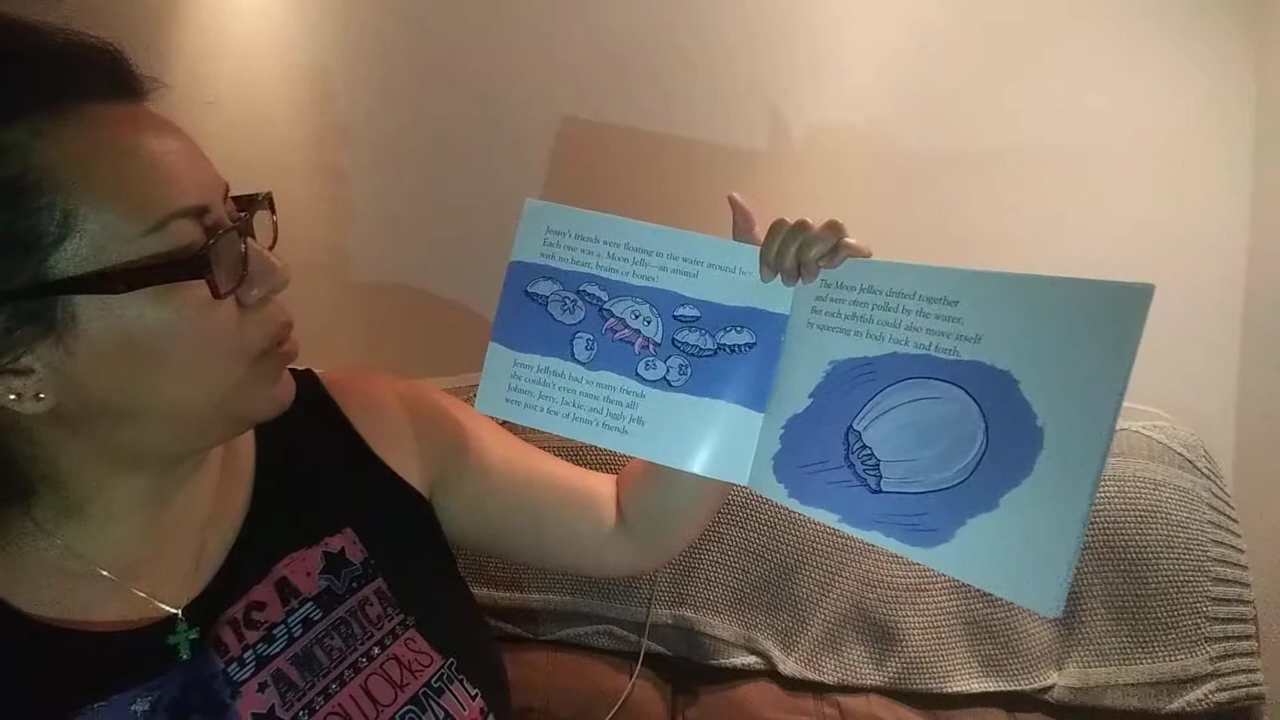 Jenny's friends were floating in the water around her.
Each one was a Moon Jelly—an animal
with no heart, brains or bones!
Jenny Jellyfish had so many friends
she couldn't even name them all!
Johnny, Jerry, Jackie, and Jiggly Jelly
were just a few of Jenny's friends.
The Moon Jellies drifted together
and were often pulled by the water.
But each jellyfish could also move itself
by squeezing its body back and forth.
USA
AMERICA
WORKS